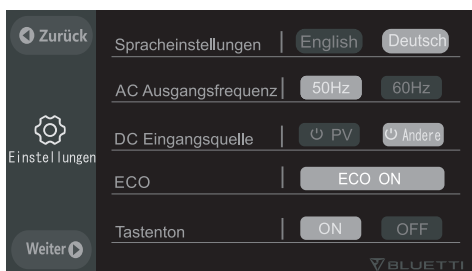 Zurück
Spracheinstellungen English Deutsch
AC Ausgangsfrequenz 50Hz 60Hz
Einstellungen
DC Eingangsquelle PV Andere
ECO ECO ON
Tastenton ON OFF
Weiter
BLUETTI